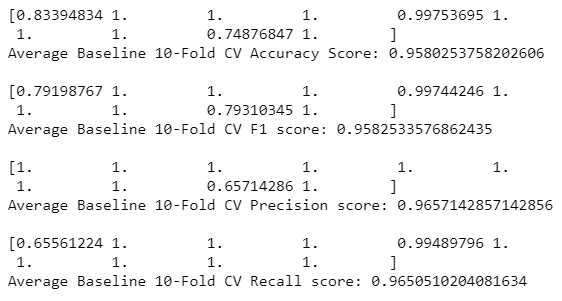 [0.83394834 1.         1.         1.         0.99753695 1.
 1.         1.         0.74876847 1.        ]
Average Baseline 10-Fold CV Accuracy Score: 0.9580253758202606

[0.79198767 1.         1.         1.         0.99744246 1.
 1.         1.         0.79310345 1.        ]
Average Baseline 10-Fold CV F1 score: 0.9582533576862435

[1.         1.         1.         1.         1.         1.
 1.         1.         0.65714286 1.        ]
Average Baseline 10-Fold CV Precision score: 0.9657142857142856

[0.65561224 1.         1.         1.         0.99489796 1.
 1.         1.         1.         1.        ]
Average Baseline 10-Fold CV Recall score: 0.9650510204081634